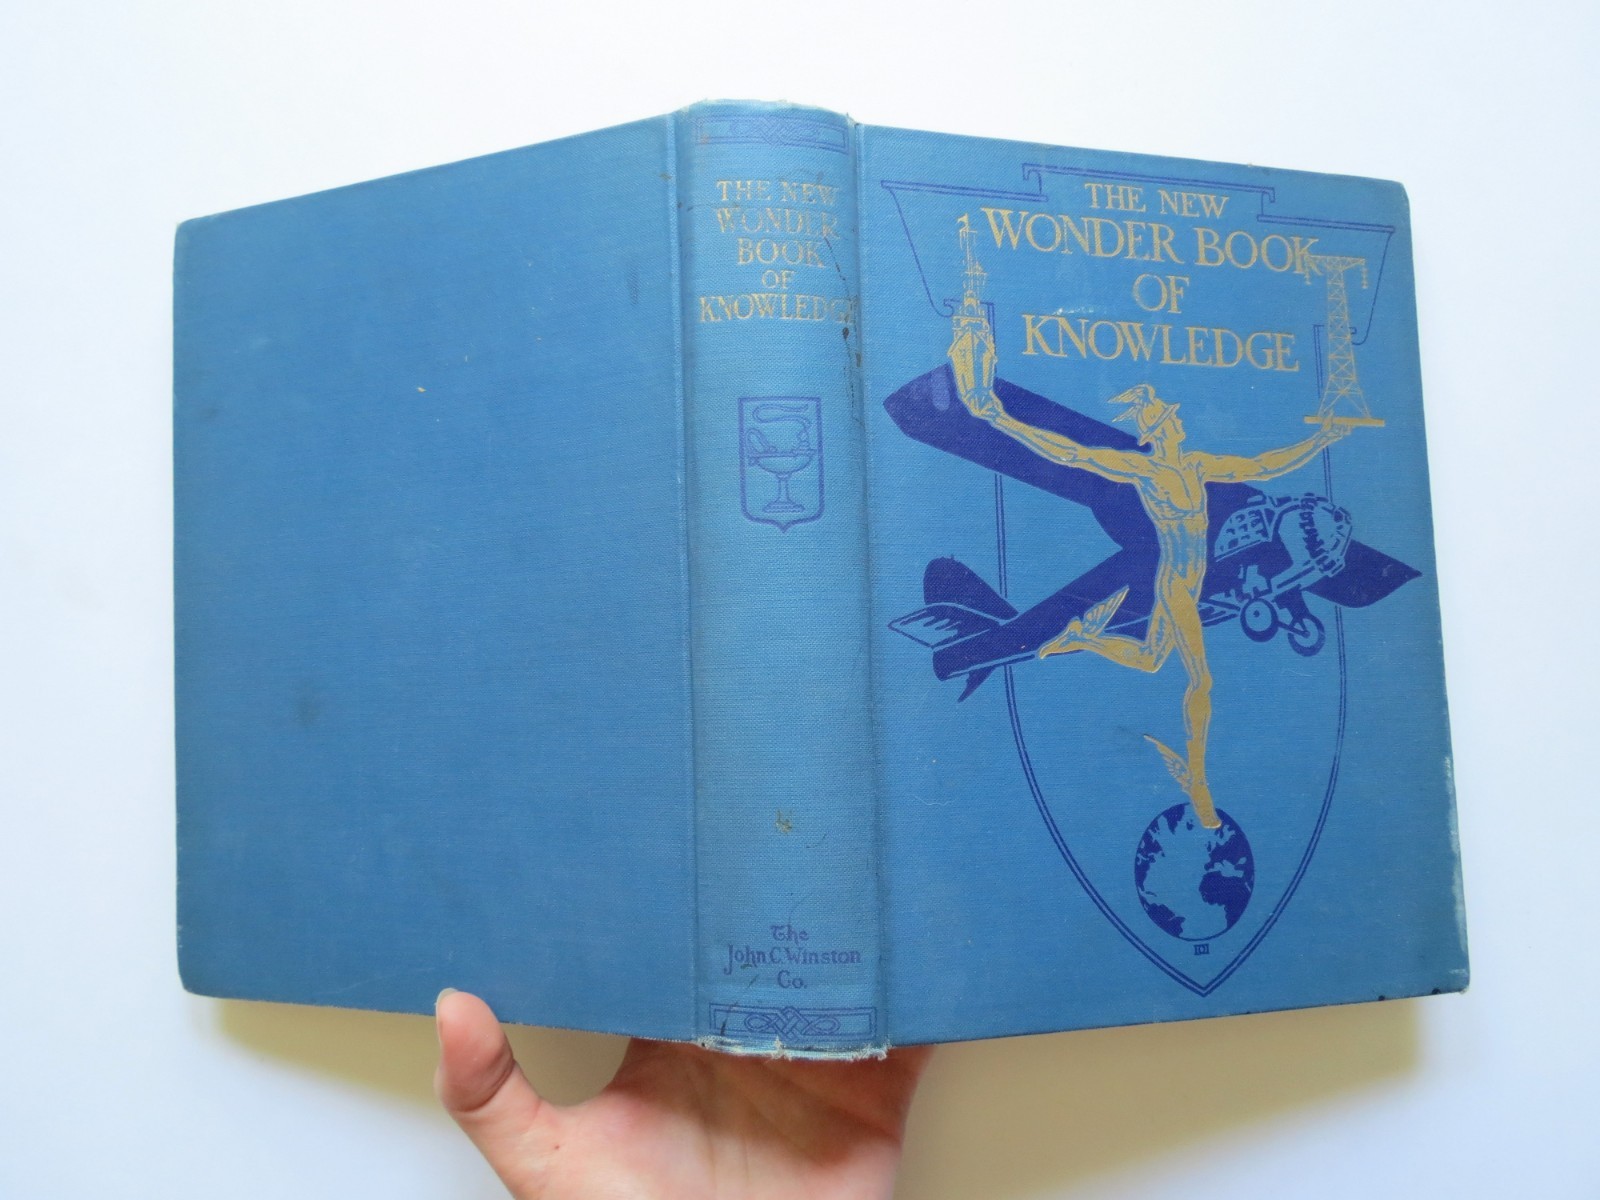 THE NEW
WONDER
BOOK
OF
KNOWLEDGE
The
John C. Winston
Co.
THE NEW
WONDER BOOK
OF
KNOWLEDGE